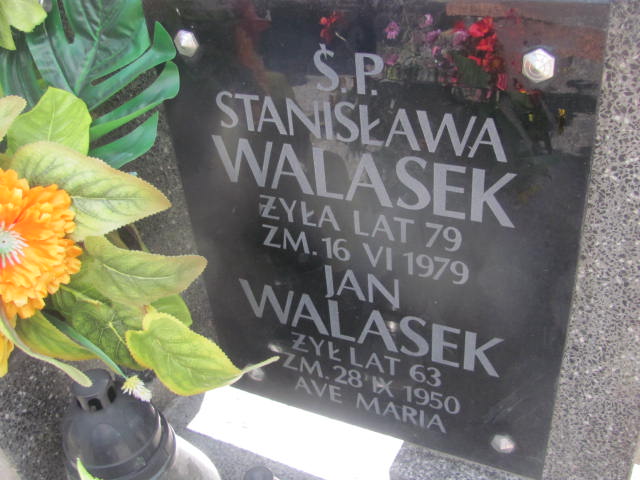 Ś.P.
STANISŁAWA
WALASEK
ŻYŁA LAT 79
ZM. 16 VI 1979
JAN
WALASEK
ŻYŁ LAT 63
ZM. 28 IX 1950
AVE MARIA